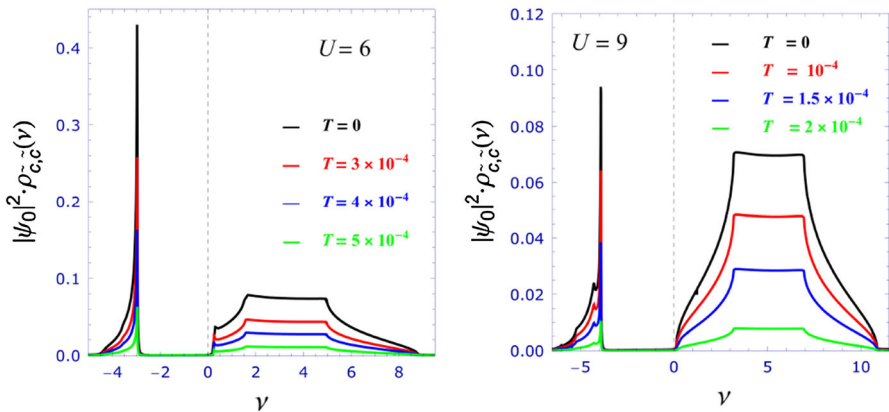 |ψ₀|²·ρ_c̃,c̃(ν)
0.4
0.3
0.2
0.1
0.0
U = 6
T = 0
T = 3 × 10⁻⁴
T = 4 × 10⁻⁴
T = 5 × 10⁻⁴
−4 −2 0 2 4 6 8
ν
|ψ₀|²·ρ_c̃,c̃(ν)
0.12
0.10
0.08
0.06
0.04
0.02
0.00
U = 9
T = 0
T = 10⁻⁴
T = 1.5 × 10⁻⁴
T = 2 × 10⁻⁴
−5 0 5 10
ν